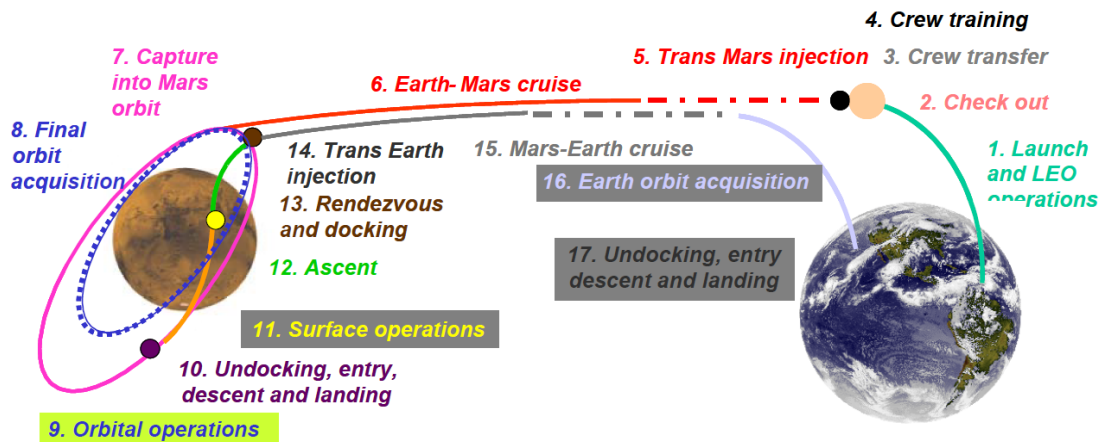 4. Crew training
7. Capture
into Mars
orbit
5. Trans Mars injection
3. Crew transfer
6. Earth-Mars cruise
2. Check out
8. Final
orbit
acquisition
14. Trans Earth
injection
15. Mars-Earth cruise
1. Launch
and LEO
operations
16. Earth orbit acquisition
13. Rendezvous
and docking
17. Undocking, entry
descent and landing
12. Ascent
11. Surface operations
10. Undocking, entry,
descent and landing
9. Orbital operations